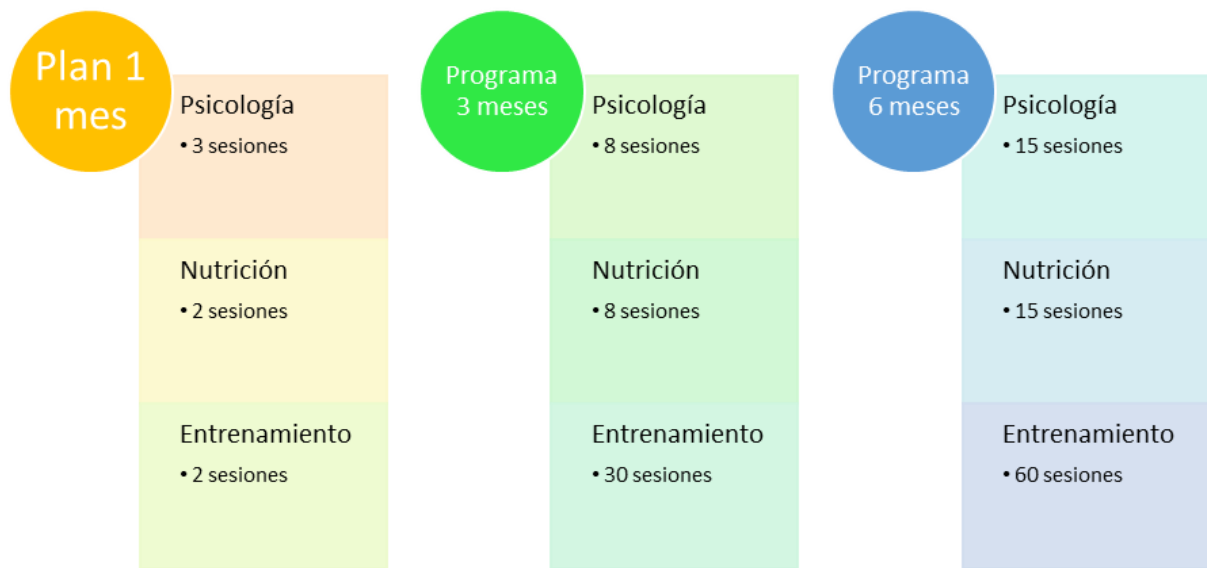 Plan 1
mes
Psicología
• 3 sesiones
Nutrición
• 2 sesiones
Entrenamiento
• 2 sesiones
Programa
3 meses
Psicología
• 8 sesiones
Nutrición
• 8 sesiones
Entrenamiento
• 30 sesiones
Programa
6 meses
Psicología
• 15 sesiones
Nutrición
• 15 sesiones
Entrenamiento
• 60 sesiones